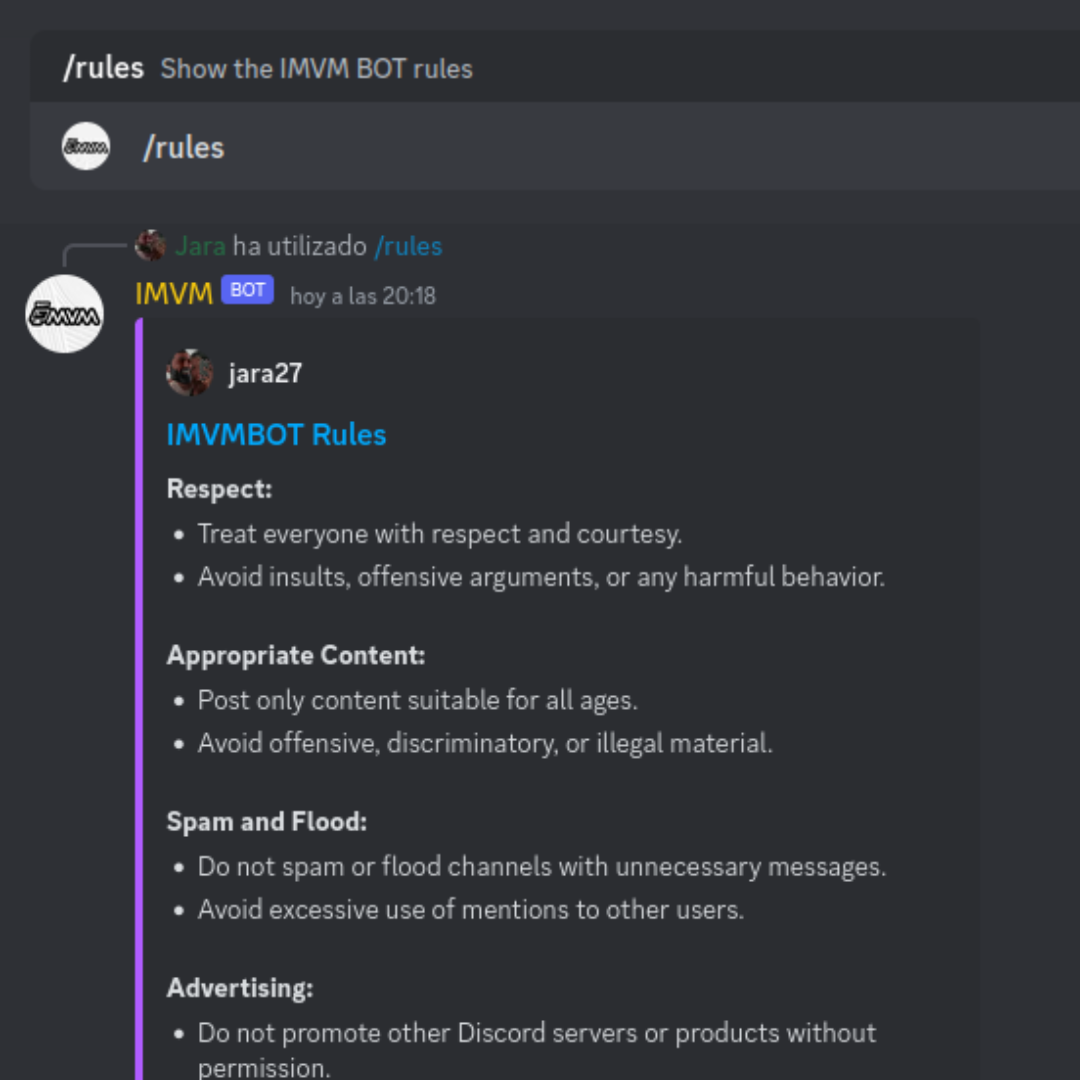 /rules Show the IMVM BOT rules
/rules
Jara ha utilizado /rules
IMVM BOT hoy a las 20:18
jara27
IMVMBOT Rules
Respect:
• Treat everyone with respect and courtesy.
• Avoid insults, offensive arguments, or any harmful behavior.
Appropriate Content:
• Post only content suitable for all ages.
• Avoid offensive, discriminatory, or illegal material.
Spam and Flood:
• Do not spam or flood channels with unnecessary messages.
• Avoid excessive use of mentions to other users.
Advertising:
• Do not promote other Discord servers or products without
permission.